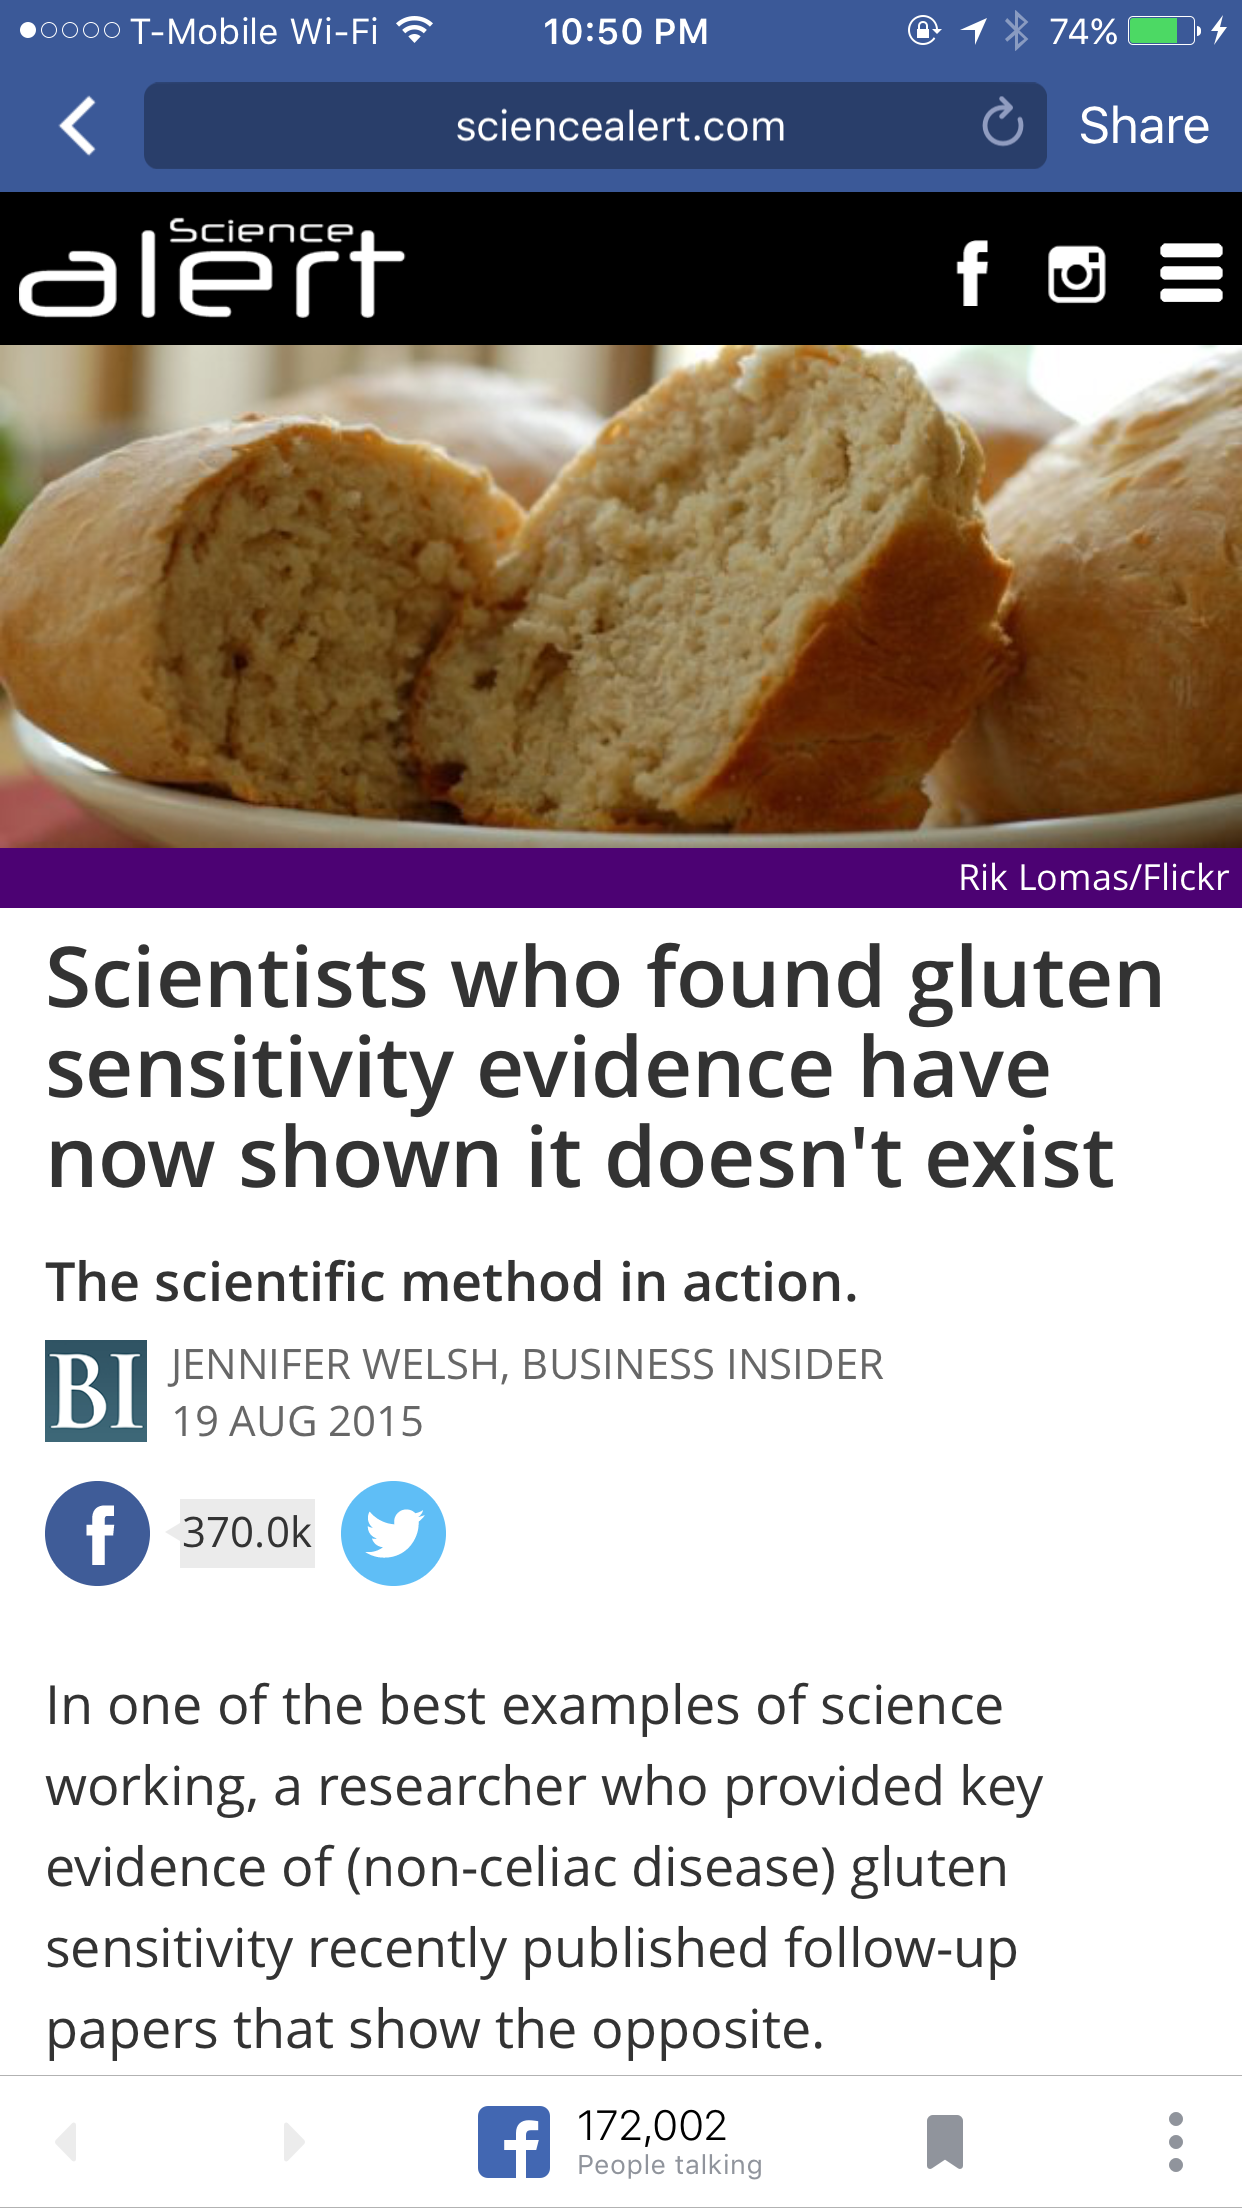 T-Mobile Wi-Fi 10:50 PM 74%
sciencealert.com Share
Science
alert
Rik Lomas/Flickr
Scientists who found gluten
sensitivity evidence have
now shown it doesn't exist
The scientific method in action.
BI JENNIFER WELSH, BUSINESS INSIDER
19 AUG 2015
370.0k
In one of the best examples of science
working, a researcher who provided key
evidence of (non-celiac disease) gluten
sensitivity recently published follow-up
papers that show the opposite.
172,002
People talking